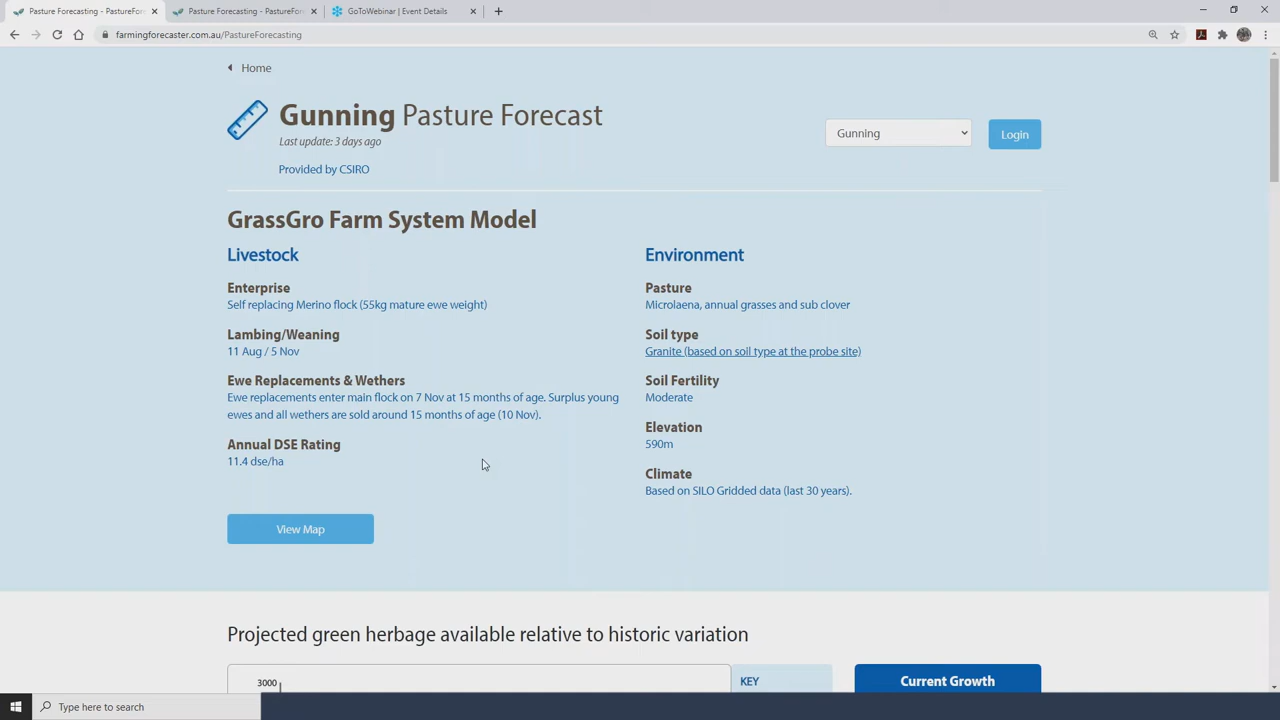 Pasture Forecasting - PastureFor
Pasture Forecasting - PastureFor
GoToWebinar | Event Details
farmingforecaster.com.au/PastureForecasting
Home
Gunning Pasture Forecast
Last update: 3 days ago
Provided by CSIRO
Gunning
Login
GrassGro Farm System Model
Livestock
Enterprise
Self replacing Merino flock (55kg mature ewe weight)
Lambing/Weaning
11 Aug / 5 Nov
Ewe Replacements & Wethers
Ewe replacements enter main flock on 7 Nov at 15 months of age. Surplus young
ewes and all wethers are sold around 15 months of age (10 Nov).
Annual DSE Rating
11.4 dse/ha
View Map
Environment
Pasture
Microlaena, annual grasses and sub clover
Soil type
Granite (based on soil type at the probe site)
Soil Fertility
Moderate
Elevation
590m
Climate
Based on SILO Gridded data (last 30 years).
Projected green herbage available relative to historic variation
3000
KEY
Current Growth
Type here to search